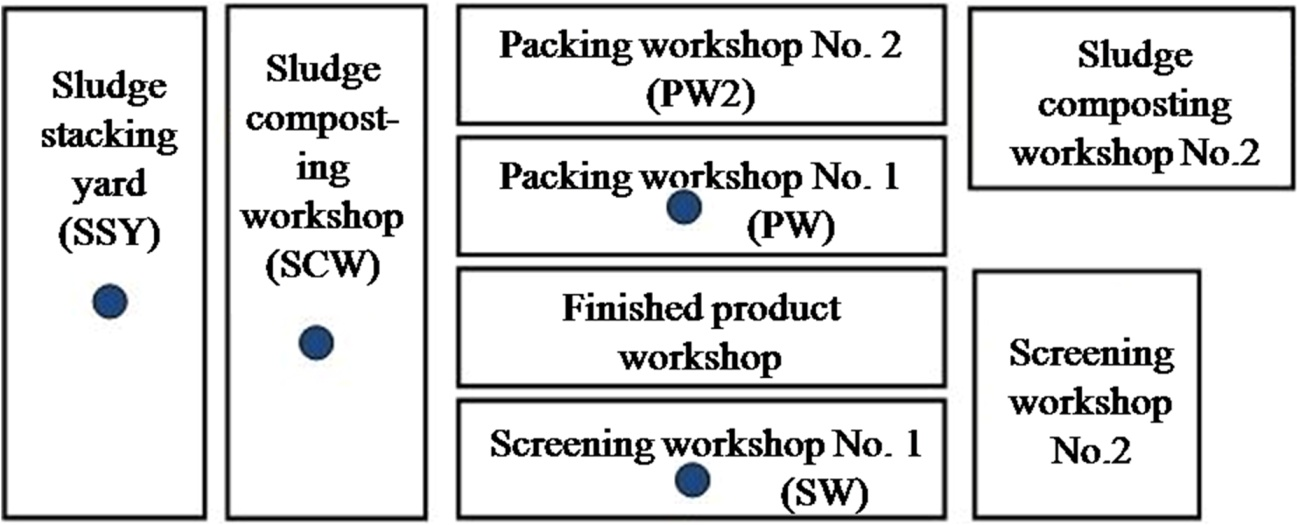 Sludge
stacking
yard
(SSY)
Sludge
compost-
ing
workshop
(SCW)
Packing workshop No. 2
(PW2)
Packing workshop No. 1
(PW)
Finished product
workshop
Screening workshop No. 1
(SW)
Sludge
composting
workshop No.2
Screening
workshop
No.2